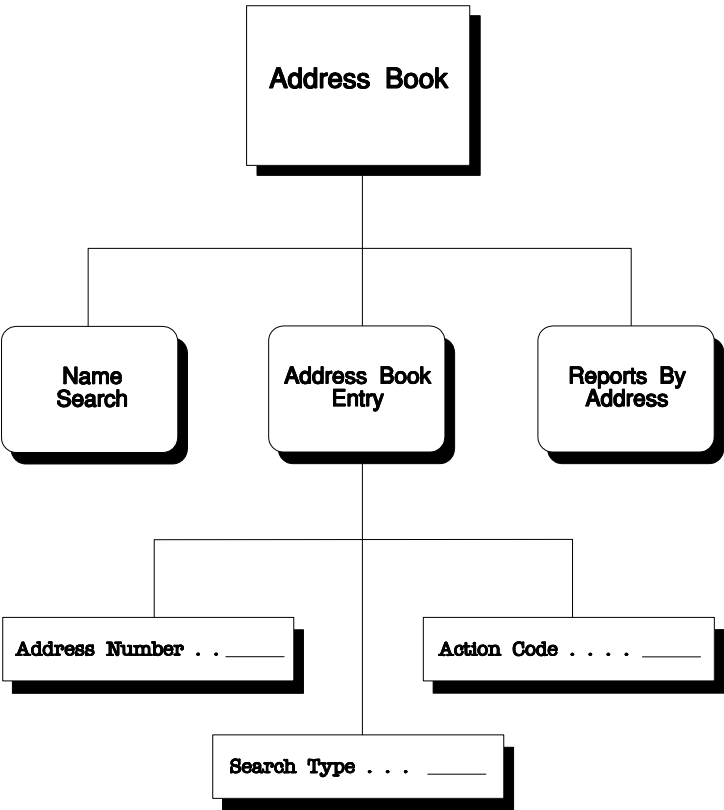 Address Book
Name
Search
Address Book
Entry
Reports By
Address
Address Number . . ______
Action Code . . . . ______
Search Type . . . ______